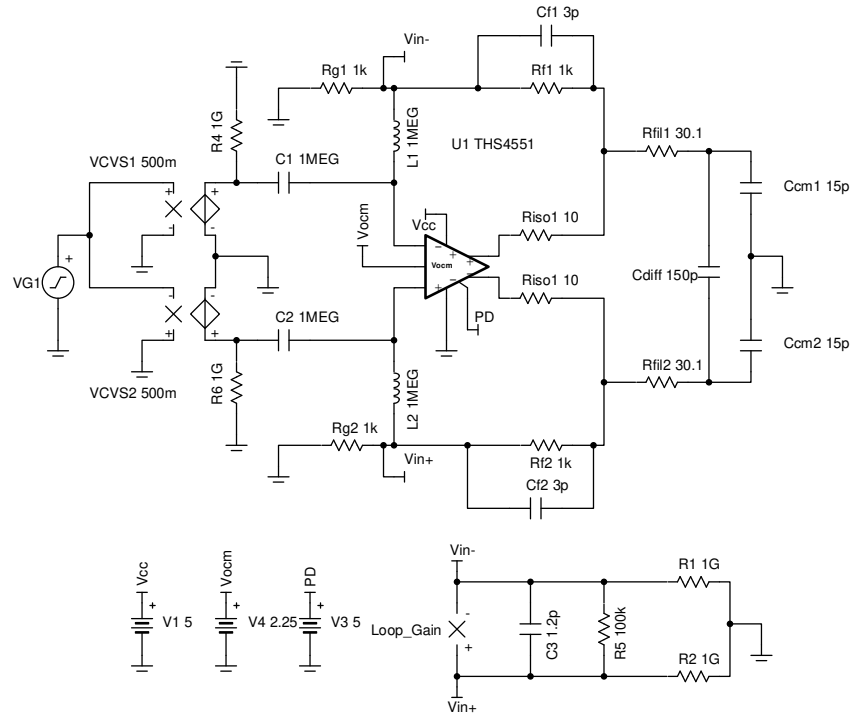 Cf1 3p
Vin-
Rg1 1k
Rf1 1k
R4 1G
L1 1MEG
U1 THS4551
Rfil1 30.1
VCVS1 500m
C1 1MEG
Ccm1 15p
+
+
-
-
Vocm
Vcc
Riso1 10
-
+
+
Vocm
-
-
+
VG1
+
Cdiff 150p
Riso1 10
PD
-
-
+
+
C2 1MEG
Ccm2 15p
VCVS2 500m
R6 1G
L2 1MEG
Rfil2 30.1
Rg2 1k
Vin+
Rf2 1k
Cf2 3p
Vcc
+
V1 5
Vocm
+
V4 2.25
PD
+
V3 5
Vin-
R1 1G
-
Loop_Gain
+
C3 1.2p
R5 100k
R2 1G
Vin+